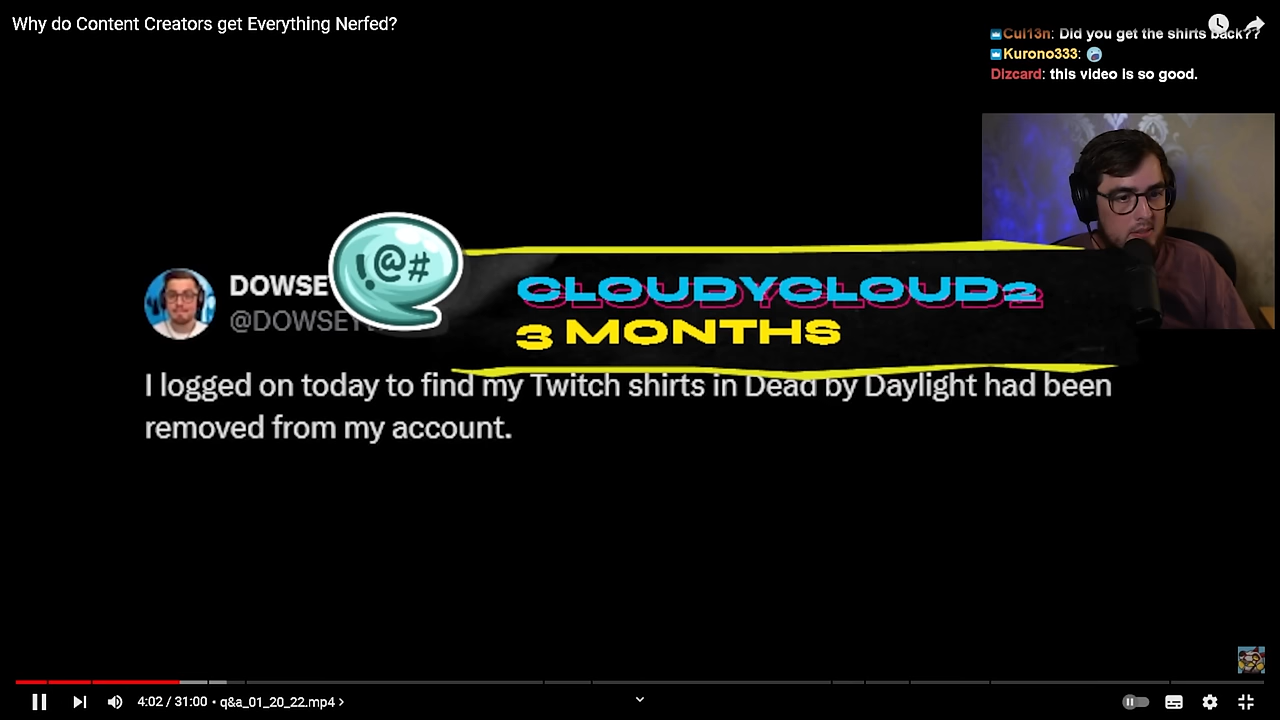 Why do Content Creators get Everything Nerfed?
Cul13n: Did you get the shirts back??
Kurono333:
Dizcard: this video is so good.
!@#
CLOUDYCLOUD2
3 MONTHS
DOWSE
@DOWSEY
I logged on today to find my Twitch shirts in Dead by Daylight had been
removed from my account.
4:02 / 31:00 • q&a_01_20_22.mp4 >